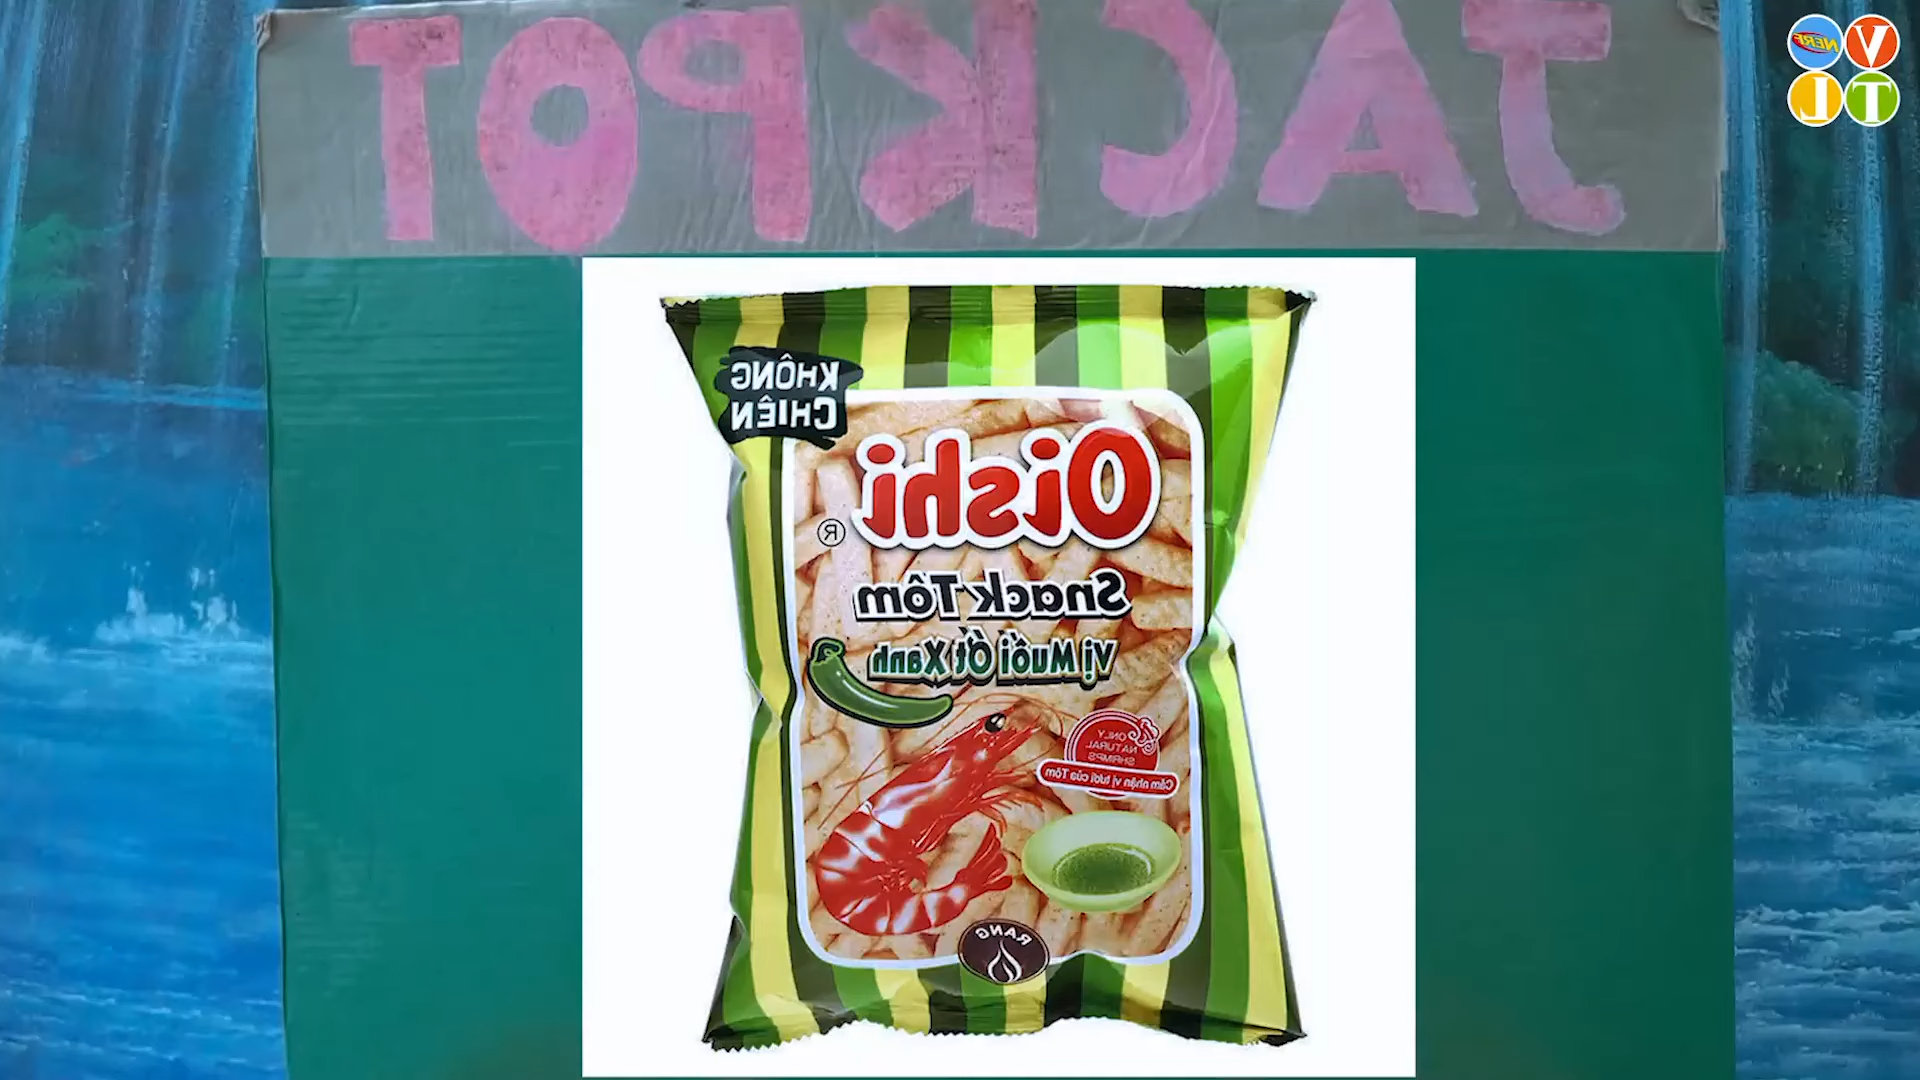 JACKPOT
NERF
V
L
T
KHÔNG
CHIÊN
Oishi
®
Snack Tôm
Vị Muối Ớt Xanh
ONLY
NATURAL
SHRIMPS
Cảm nhận vị tươi của Tôm
RANG